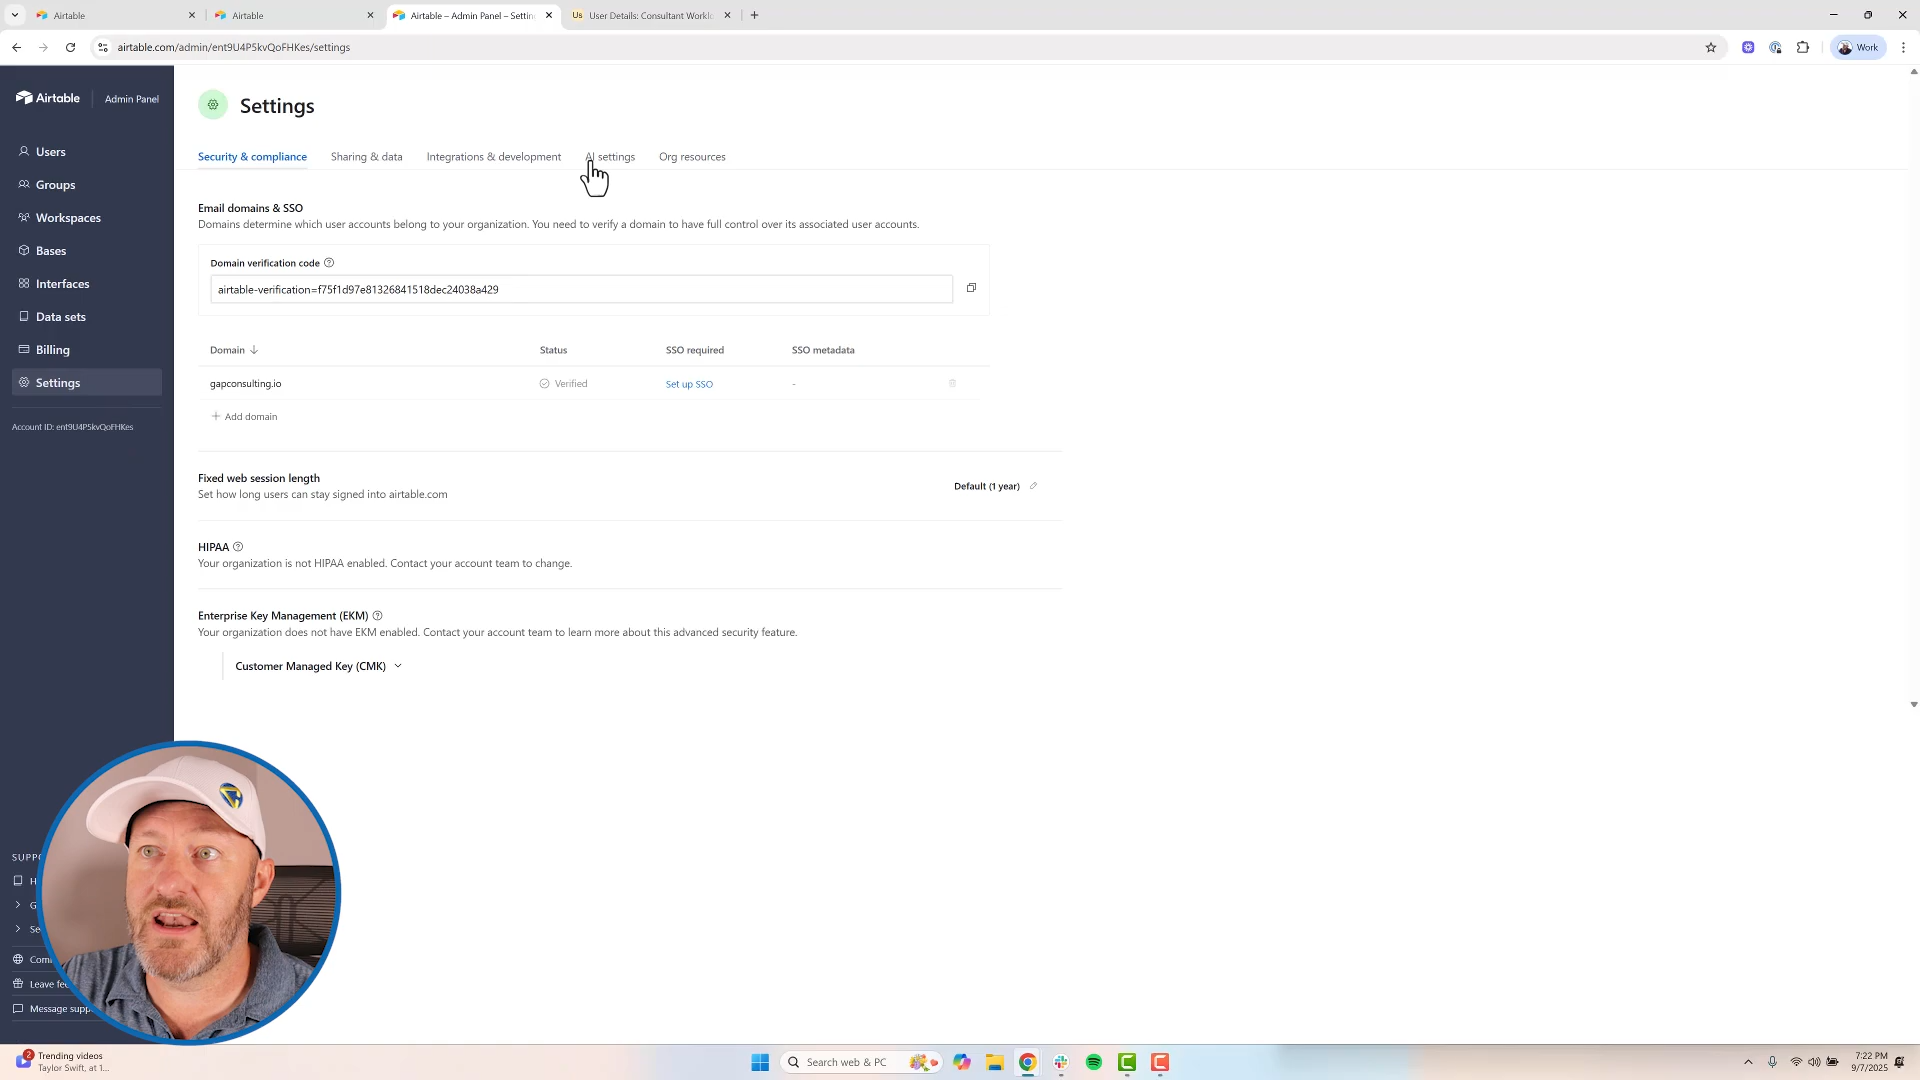 Airtable
Airtable
Airtable – Admin Panel – Settin
Us User Details: Consultant Worklo
airtable.com/admin/ent9U4P5kvQoFHKes/settings
Work
Airtable
Admin Panel
Users
Groups
Workspaces
Bases
Interfaces
Data sets
Billing
Settings
Account ID: ent9U4P5kvQoFHKes
Settings
Security & compliance
Sharing & data
Integrations & development
AI settings
Org resources
Email domains & SSO
Domains determine which user accounts belong to your organization. You need to verify a domain to have full control over its associated user accounts.
Domain verification code
airtable-verification=f75f1d97e81326841518dec24038a429
Domain
Status
SSO required
SSO metadata
gapconsulting.io
Verified
Set up SSO
-
Add domain
Fixed web session length
Set how long users can stay signed into airtable.com
Default (1 year)
HIPAA
Your organization is not HIPAA enabled. Contact your account team to change.
Enterprise Key Management (EKM)
Your organization does not have EKM enabled. Contact your account team to learn more about this advanced security feature.
Customer Managed Key (CMK)
SUPPO
H
G
Se
Com
Leave fee
Message supp
2
Trending videos
Taylor Swift, at 1...
Search web & PC
7:22 PM
9/7/2025